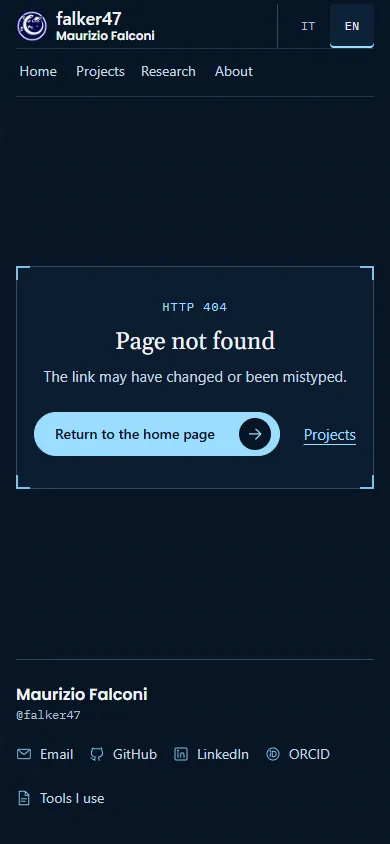 falker47
Maurizio Falconi
IT EN
Home Projects Research About
HTTP 404
Page not found
The link may have changed or been mistyped.
Return to the home page Projects
Maurizio Falconi
@falker47
Email GitHub LinkedIn ORCID
Tools I use